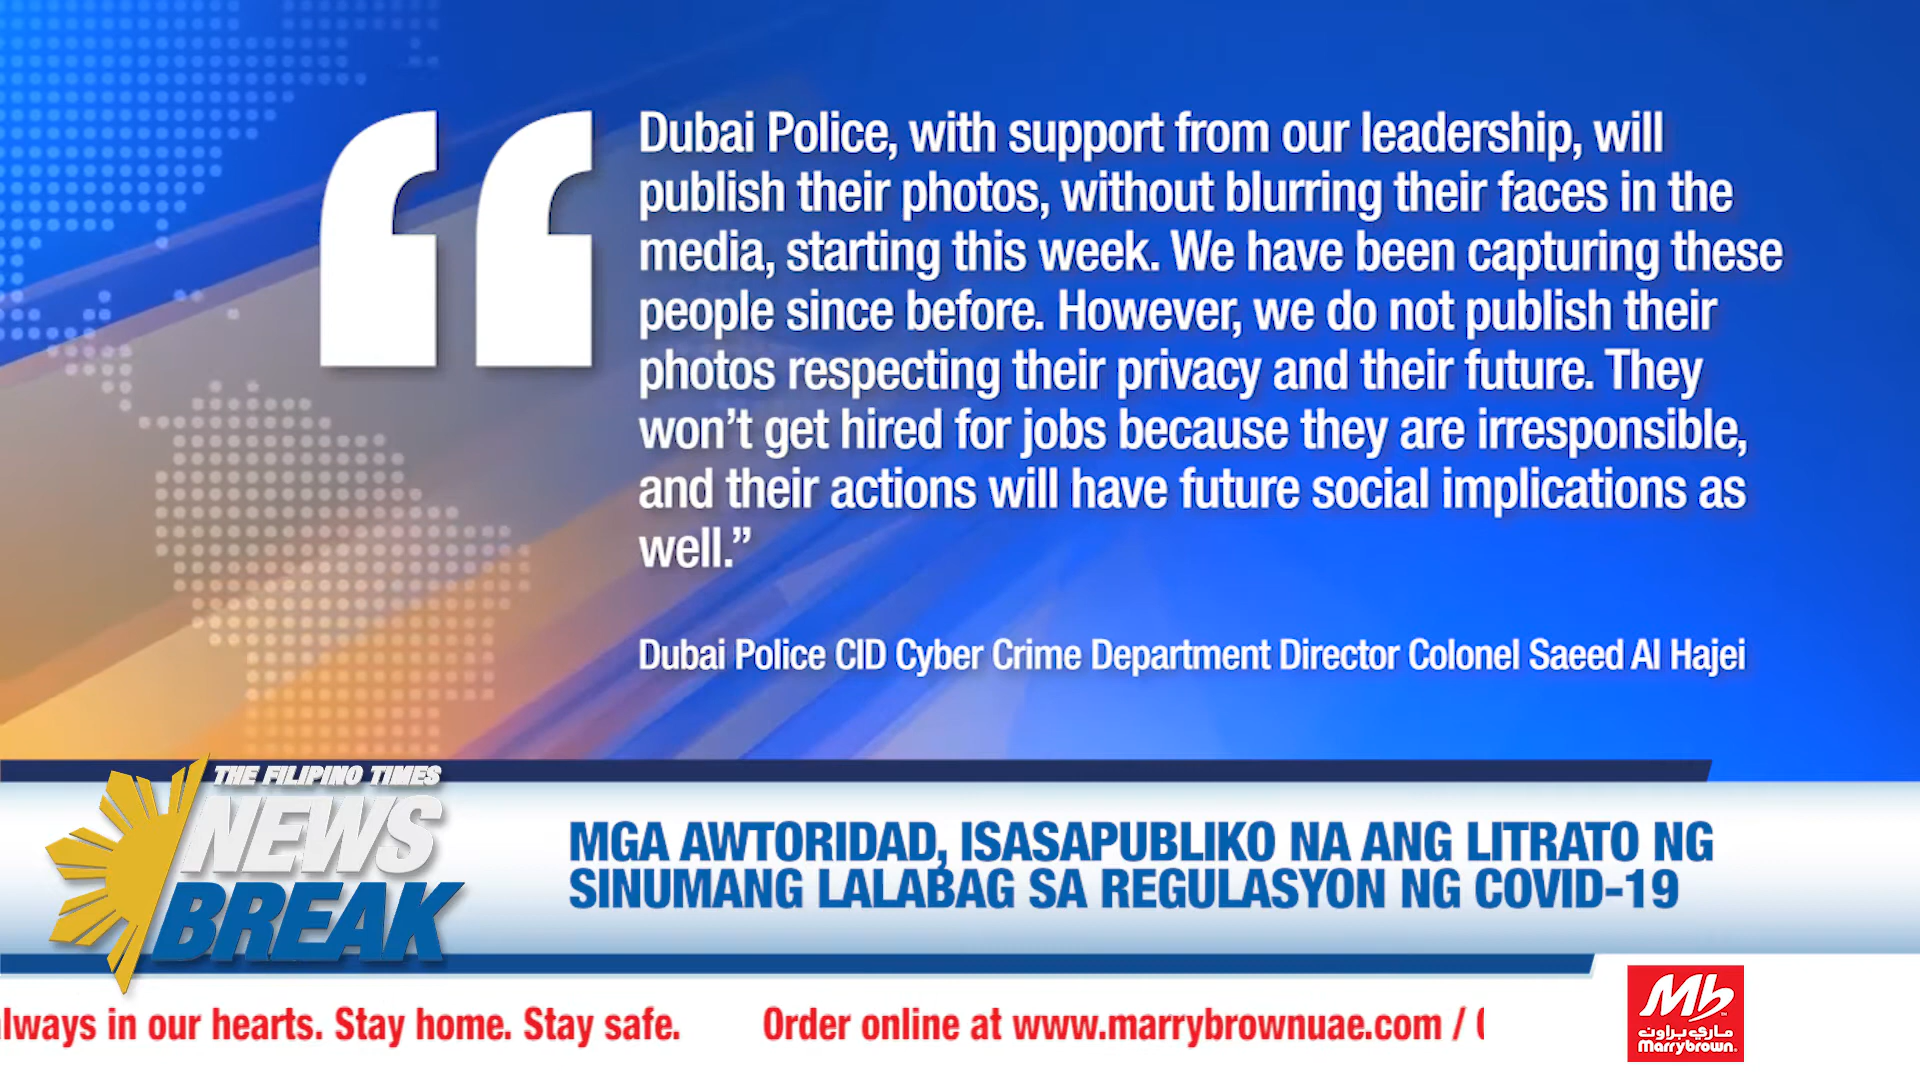 Dubai Police, with support from our leadership, will
publish their photos, without blurring their faces in the
media, starting this week. We have been capturing these
people since before. However, we do not publish their
photos respecting their privacy and their future. They
won’t get hired for jobs because they are irresponsible,
and their actions will have future social implications as
well.”
Dubai Police CID Cyber Crime Department Director Colonel Saeed Al Hajei
THE FILIPINO TIMES
NEWS
BREAK
MGA AWTORIDAD, ISASAPUBLIKO NA ANG LITRATO NG
SINUMANG LALABAG SA REGULASYON NG COVID-19
always in our hearts. Stay home. Stay safe. Order online at www.marrybrownuae.com /
Mb
ماري براون
Marrybrown